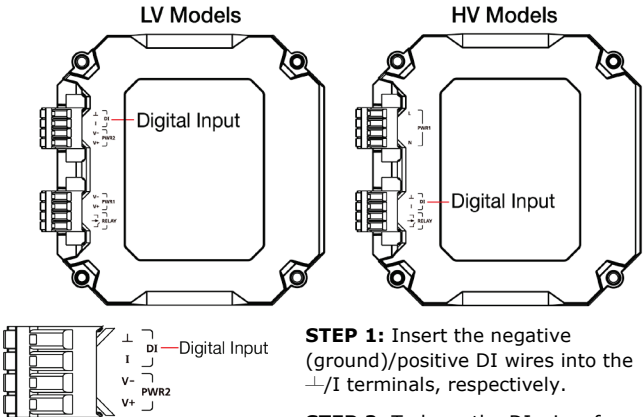 LV Models
HV Models
⊥
I
DI
Digital Input
V-
V+
PWR2
V-
V+
PWR1
RELAY
L
N
PWR1
⊥
I
DI
Digital Input
RELAY
⊥
I
DI
Digital Input
V-
V+
PWR2
STEP 1: Insert the negative
(ground)/positive DI wires into the
⊥/I terminals, respectively.